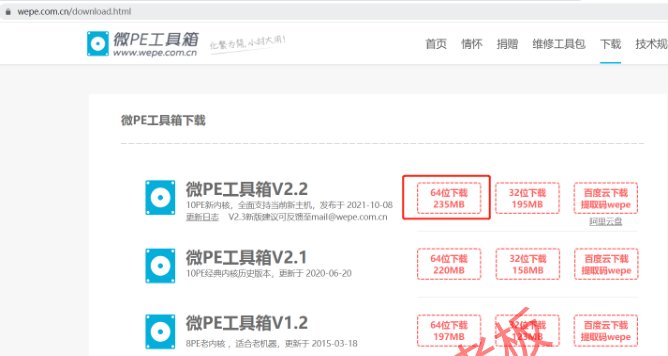 wepe.com.cn/download.html
微PE工具箱
www.wepe.com.cn
化繁为简,小材大用!
首页 情怀 捐赠 维修工具包 下载 技术规
微PE工具箱下载
微PE工具箱V2.2
10PE新内核，全面支持当前新主机，发布于 2021-10-08
更新日志 V2.3新版建议可反馈至mail@wepe.com.cn
64位下载
235MB
32位下载
195MB
百度云下载
提取码wepe
阿里云盘
微PE工具箱V2.1
10PE经典内核历史版本，更新于 2020-06-20
64位下载
220MB
32位下载
158MB
百度云下载
提取码wepe
微PE工具箱V1.2
8PE老内核 ，适合老机器，更新于 2015-03-18
64位下载
197MB
32位下载
123MB
百度云下载
提取码wepe
老板